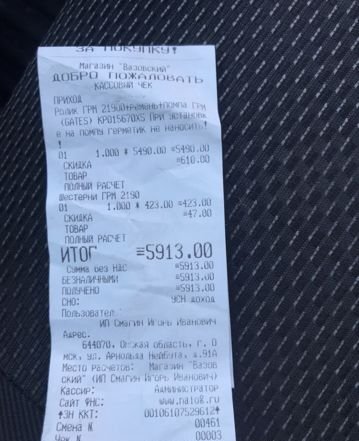 ЗА ПОКУПКУ!
Магазин "Вазовский"
ДОБРО ПОЖАЛОВАТЬ
КАССОВЫЙ ЧЕК
ПРИХОД
Ролик ГРМ 21900+ремень+помпа ГРМ
(GATES) KP015670XS При установк
е на помпу герметик не наносить!
!
01 1.000 * 5490.00 =5490.00
СКИДКА =610.00
ТОВАР
ПОЛНЫЙ РАСЧЕТ
Шестерни ГРМ 2190
01 1.000 * 423.00 =423.00
СКИДКА =47.00
ТОВАР
ПОЛНЫЙ РАСЧЕТ
ИТОГ =5913.00
Сумма без НДС =5913.00
БЕЗНАЛИЧНЫМИ =5913.00
ПОЛУЧЕНО =5913.00
СНО: УСН доход
Пользователь:
ИП Смагин Игорь Иванович
Адрес:
644070, Омская область, г. О
мск, ул. Арнольда Нейбута, д.91А
Место расчетов: Магазин "Вазов
ский" (ИП Смагин Игорь Иванович)
Кассир: Администратор
Сайт ФНС: www.nalog.ru
ЗН ККТ: 00106107529612
Смена N 00461
Чек N 00003